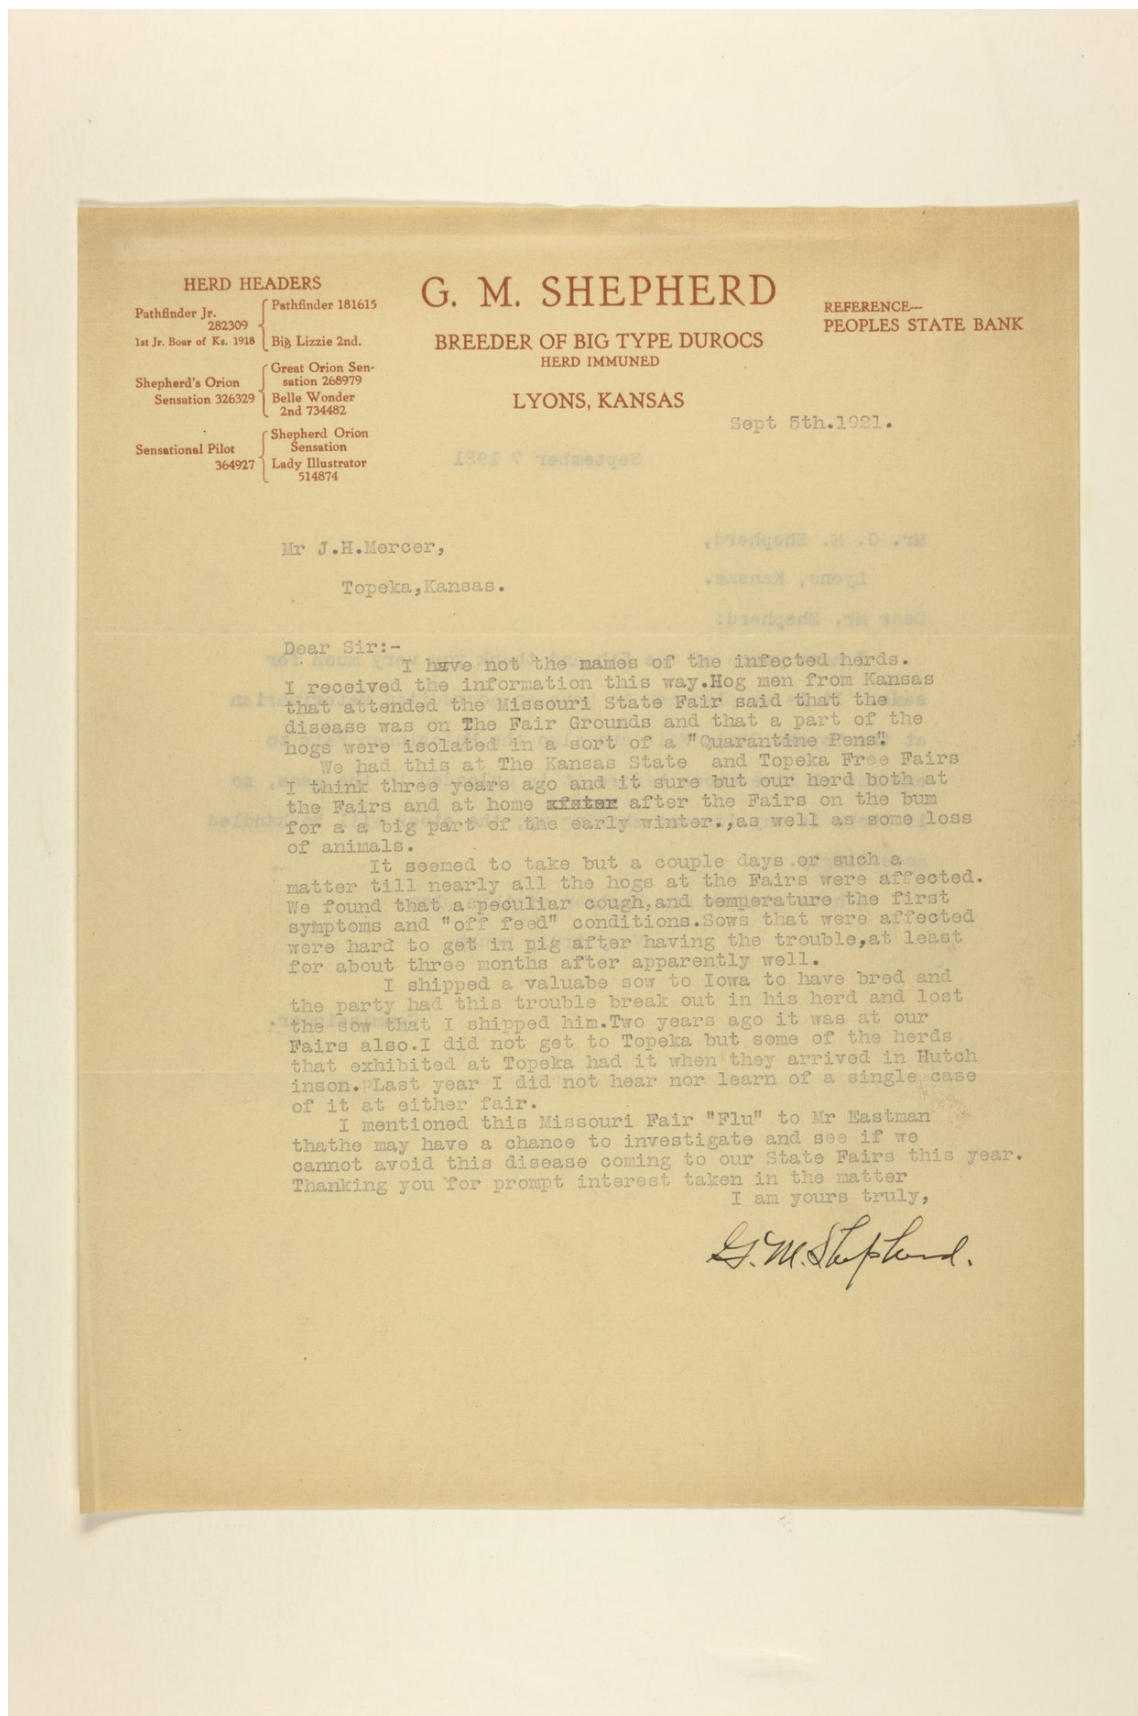 HERD HEADERS
Pathfinder Jr.
282309
1st Jr. Boar of Ks. 1918
Pathfinder 181615
Big Lizzie 2nd.
Shepherd's Orion
Sensation 326329
Great Orion Sen-
sation 268979
Belle Wonder
2nd 734482
Sensational Pilot
364927
Shepherd Orion
Sensation
Lady Illustrator
514874
G. M. SHEPHERD
BREEDER OF BIG TYPE DUROCS
HERD IMMUNED
LYONS, KANSAS
REFERENCE—
PEOPLES STATE BANK
Sept 5th.1921.
September 7 1921
Mr. G. M. Shepherd,
Lyons, Kansas.
Dear Mr. Shepherd:
Mr J.H.Mercer,
Topeka,Kansas.
Dear Sir:-
I have not the names of the infected herds.
I received the information this way.Hog men from Kansas
that attended the Missouri State Fair said that the
disease was on The Fair Grounds and that a part of the
hogs were isolated in a sort of a "Quarantine Pens".
We had this at The Kansas State and Topeka Free Fairs
I think three years ago and it sure but our herd both at
the Fairs and at home after the Fairs on the bum
for a a big part of the early winter.,as well as some loss
of animals.
It seemed to take but a couple days or such a
matter till nearly all the hogs at the Fairs were affected.
We found that a peculiar cough,and temperature the first
symptoms and "off feed" conditions.Sows that were affected
were hard to get in pig after having the trouble,at least
for about three months after apparently well.
I shipped a valuabe sow to Iowa to have bred and
the party had this trouble break out in his herd and lost
the sow that I shipped him.Two years ago it was at our
Fairs also.I did not get to Topeka but some of the herds
that exhibited at Topeka had it when they arrived in Hutch
inson. Last year I did not hear nor learn of a single case
of it at either fair.
I mentioned this Missouri Fair "Flu" to Mr Eastman
thathe may have a chance to investigate and see if we
cannot avoid this disease coming to our State Fairs this year.
Thanking you for prompt interest taken in the matter
I am yours truly,
G. M. Shepherd.